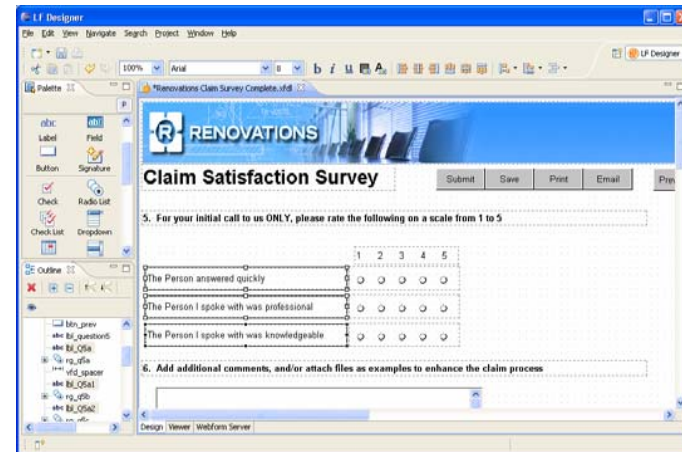 LF Designer
File Edit View Navigate Search Project Window Help
LF Designer
100% Arial 8 b i u
Palette
*Renovations Claim Survey Complete.xfdl
P
abc
Label
Field
Button
Signature
Check
Radio List
Check List
Dropdown
Outline
btn_prev
abc lbl_question5
abc lbl_Q5a
rg_q5a
vfd_spacer
abc lbl_Q5a1
rg_q5b
abc lbl_Q5a2
R RENOVATIONS
Claim Satisfaction Survey
Submit Save Print Email
5. For your initial call to us ONLY, please rate the following on a scale from 1 to 5
1 2 3 4 5
The Person answered quickly
The Person I spoke with was professional
The Person I spoke with was knowledgeable
6. Add additional comments, and/or attach files as examples to enhance the claim process
Design Viewer Webform Server